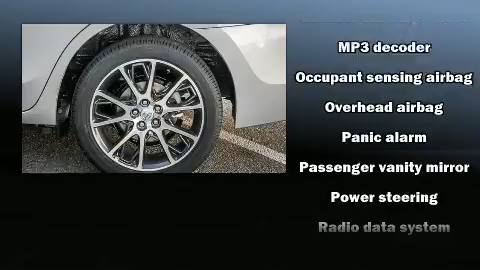 MP3 decoder
Occupant sensing airbag
Overhead airbag
Panic alarm
Passenger vanity mirror
Power steering
Radio data system